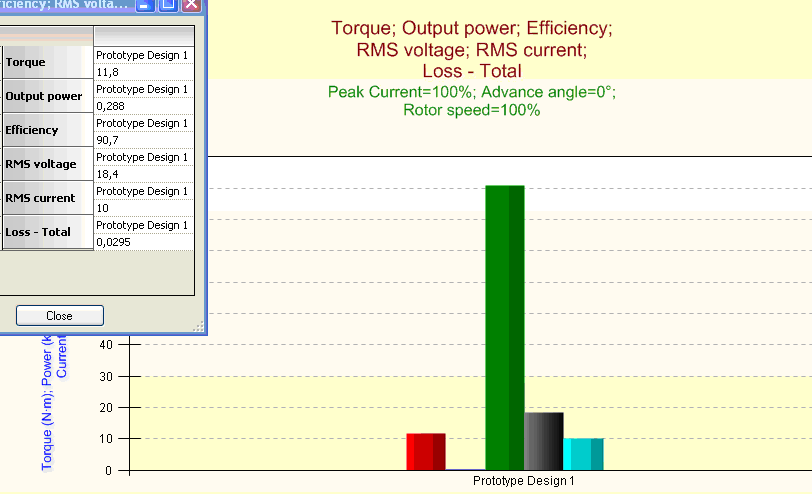 ficiency; RMS volta...
Torque
Prototype Design 1
11,8
Output power
Prototype Design 1
0,288
Efficiency
Prototype Design 1
90,7
RMS voltage
Prototype Design 1
18,4
RMS current
Prototype Design 1
10
Loss - Total
Prototype Design 1
0,0295
Close
Torque; Output power; Efficiency;
RMS voltage; RMS current;
Loss - Total
Peak Current=100%; Advance angle=0°;
Rotor speed=100%
Torque (N·m); Power (k
Current
40
30
20
10
0
Prototype Design 1